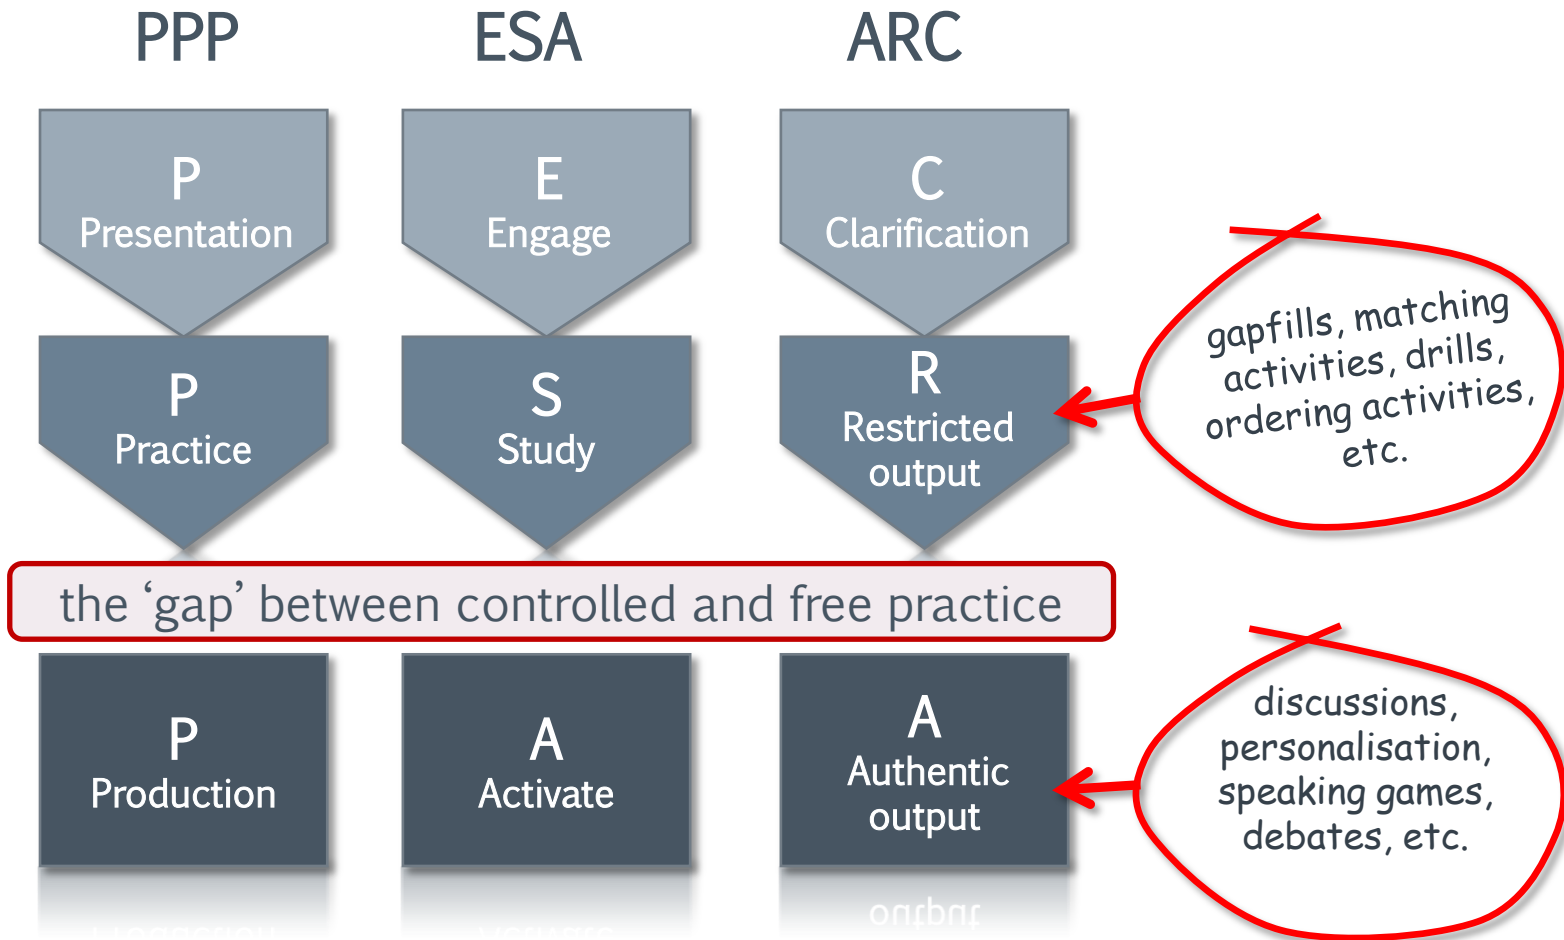 PPP
ESA
ARC
P
Presentation
E
Engage
C
Clarification
P
Practice
S
Study
R
Restricted
output
gapfills, matching
activities, drills,
ordering activities,
etc.
the ‘gap’ between controlled and free practice
P
Production
A
Activate
A
Authentic
output
discussions,
personalisation,
speaking games,
debates, etc.